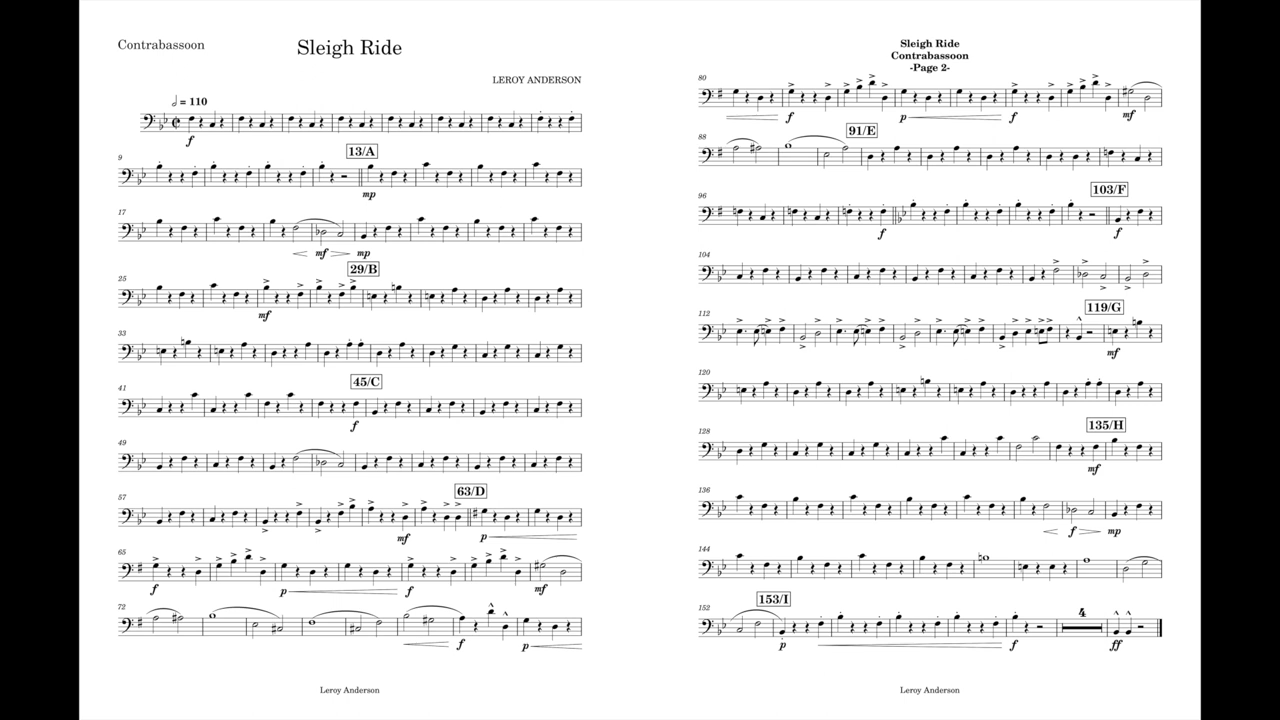 Contrabassoon
Sleigh Ride
LEROY ANDERSON
𝅗𝅥 = 110
f
9
13/A
mp
17
mf
mp
25
29/B
mf
33
41
45/C
f
49
57
63/D
mf
p
65
f
p
f
mf
72
f
p
Leroy Anderson
Sleigh Ride
Contrabassoon
-Page 2-
80
f
p
f
mf
88
91/E
96
103/F
f
f
104
112
119/G
mf
120
128
135/H
mf
136
f
mp
144
152
153/I
4
p
f
ff
Leroy Anderson